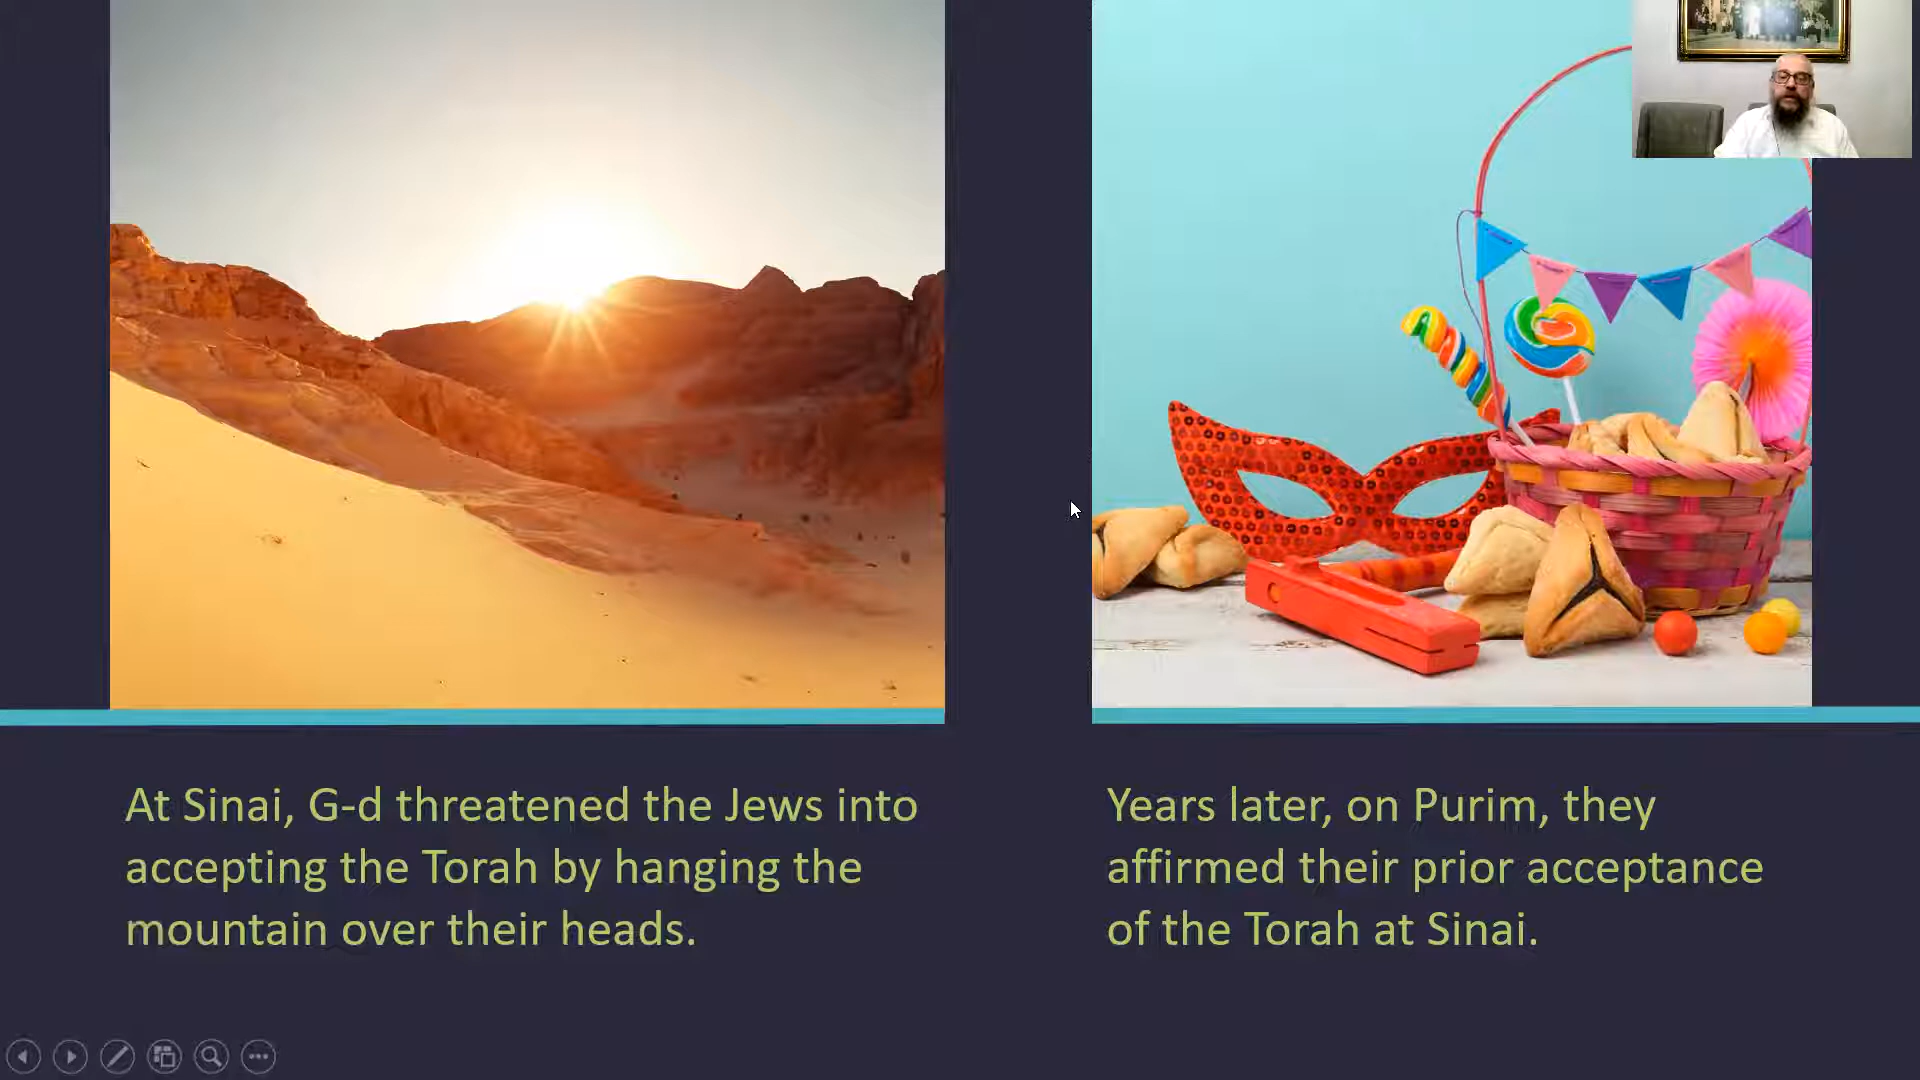 At Sinai, G-d threatened the Jews into
accepting the Torah by hanging the
mountain over their heads.
Years later, on Purim, they
affirmed their prior acceptance
of the Torah at Sinai.